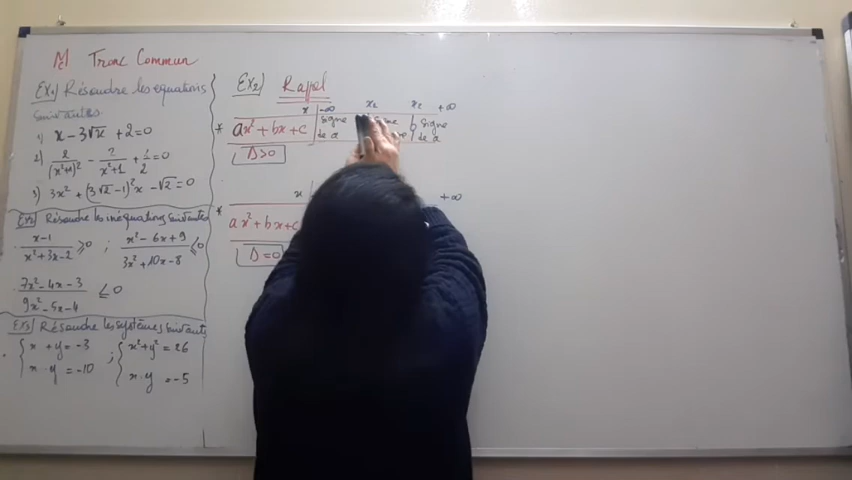 Tronc Commun
Ex1/ Résoudre les équations
suivantes
1) x - 3√x + 2 = 0
2) 2/(x²+1)² - 2/(x²+1) + 1/2 = 0
3) 3x² + (3√2 - 1)²x - √2 = 0
Ex2/ Résoudre les inéquations suivantes
(x-1)/(x²+3x-2) ≥ 0 ; (x²-6x+9)/(3x²+10x-8) ≤ 0
(7x²-4x-3)/(9x²-5x-4) ≤ 0
Ex3/ Résoudre les systèmes suivants
{ x + y = -3 ; { x² + y² = 26
x · y = -10 x · y = -5
Ex2/ Rappel
x -∞ x₂ +∞
* ax² + bx + c signe de a 0 signe de a
Δ > 0
x +∞
* ax² + bx + c
Δ = 0